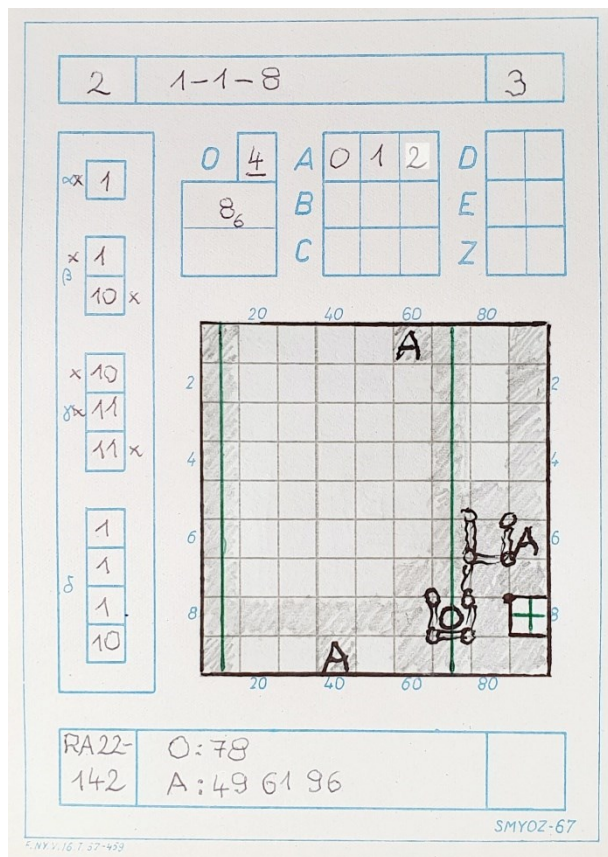 2 1-1-8 3
αx 1
O 4 A 0 1 2 D
8₆ B E
C Z
x 1
β
10 x
x 10
γx 11
11 x
δ
1
1
1
10
20 40 60 80
A
2 2
4 4
6 A 6
8 O 8
A
20 40 60 80
RA22-
142
O:78
A:49 61 96
SMYOZ-67